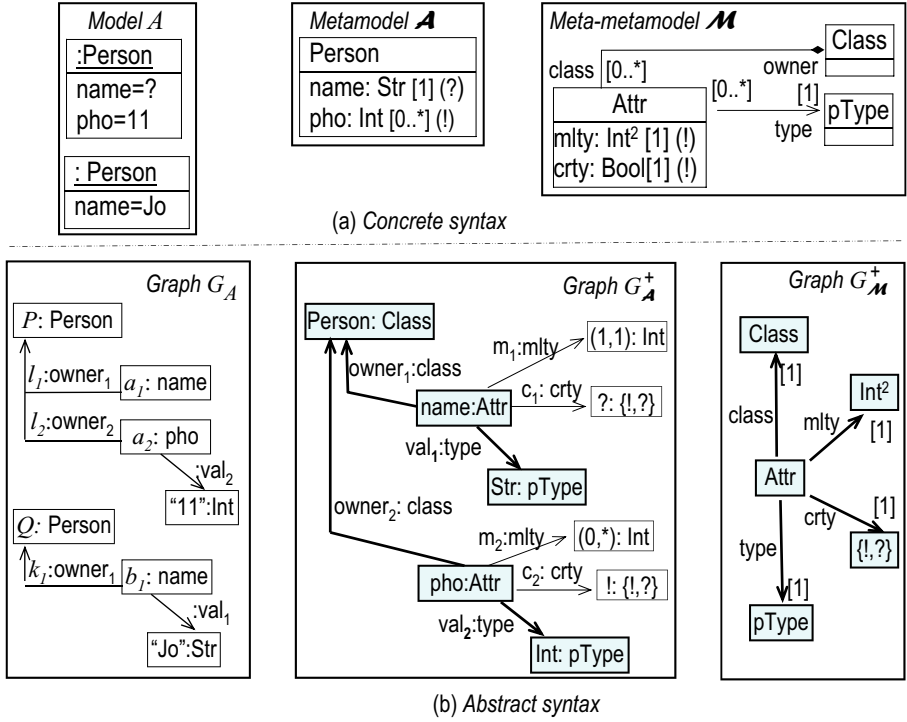 Model A
:Person
name=?
pho=11
: Person
name=Jo
Metamodel A
Person
name: Str [1] (?)
pho: Int [0..*] (!)
Meta-metamodel M
Class
class [0..*]
owner
Attr
mlty: Int² [1] (!)
crty: Bool[1] (!)
[0..*]
[1]
type
pType
(a) Concrete syntax
Graph G_A
P: Person
l₁:owner₁
a₁: name
l₂:owner₂
a₂: pho
:val₂
“11”:Int
Q: Person
k₁:owner₁
b₁: name
:val₁
“Jo”:Str
Graph G⁺_A
Person: Class
owner₁:class
m₁:mlty
(1,1): Int
name:Attr
c₁: crty
?: {!,?}
val₁:type
Str: pType
owner₂: class
m₂:mlty
(0,*): Int
pho:Attr
c₂: crty
!: {!,?}
val₂:type
Int: pType
Graph G⁺_M
Class
[1]
class
Int²
mlty
[1]
Attr
crty
[1]
{!,?}
type
[1]
pType
(b) Abstract syntax